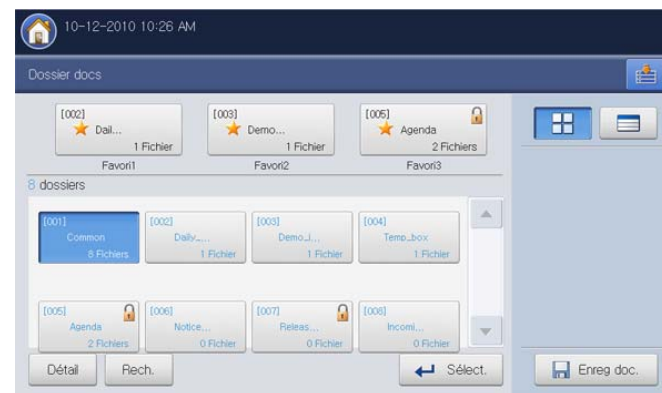 10-12-2010 10:26 AM
Dossier docs
[002] [003] [005]
Dail... Demo... Agenda
1 Fichier 1 Fichier 2 Fichiers
Favori1 Favori2 Favori3
8 dossiers
[001] [002] [003] [004]
Common Daily_... Demo_l... Temp_box
8 Fichiers 1 Fichier 1 Fichier 1 Fichier
[005] [006] [007] [008]
Agenda Notice... Releas... Incomi...
2 Fichiers 0 Fichier 0 Fichier 0 Fichier
Détail Rech. Sélect. Enreg doc.